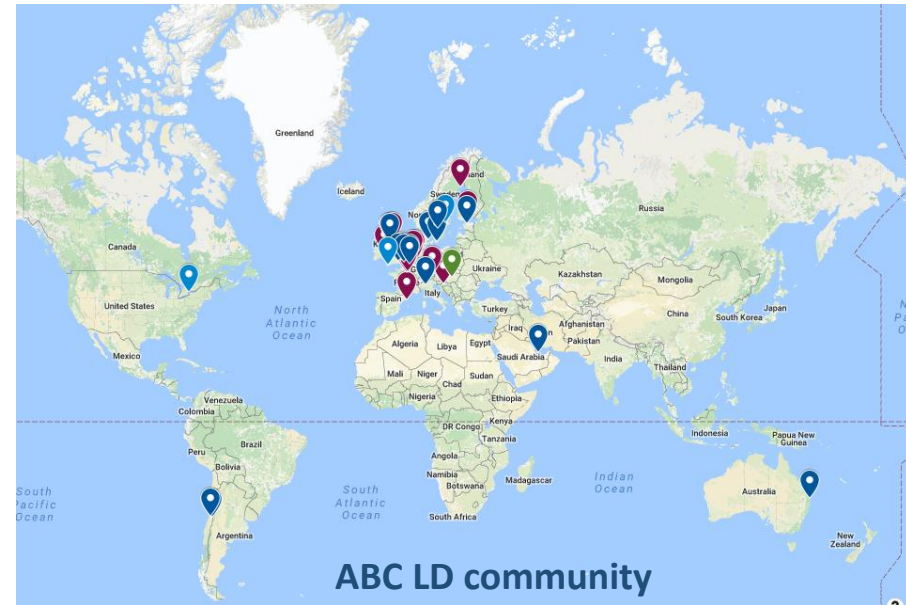 Greenland
Iceland
Sweden
Russia
Canada
Ukraine
Kazakhstan
Mongolia
United States
Spain
Italy
Turkey
North
Atlantic
Ocean
Afghanistan
China
South Korea
Japan
Iraq
Pakistan
Algeria
Libya
Egypt
Saudi Arabia
India
Mexico
Mali
Niger
Chad
Sudan
Thailand
Nigeria
Ethiopia
Venezuela
Colombia
Kenya
DR Congo
Indonesia
Papua New
Guinea
Tanzania
Brazil
Peru
Angola
Bolivia
Namibia
Botswana
Madagascar
Indian
Ocean
South
Pacific
Ocean
South
Atlantic
Ocean
Australia
South Africa
Argentina
New
Zealand
ABC LD community